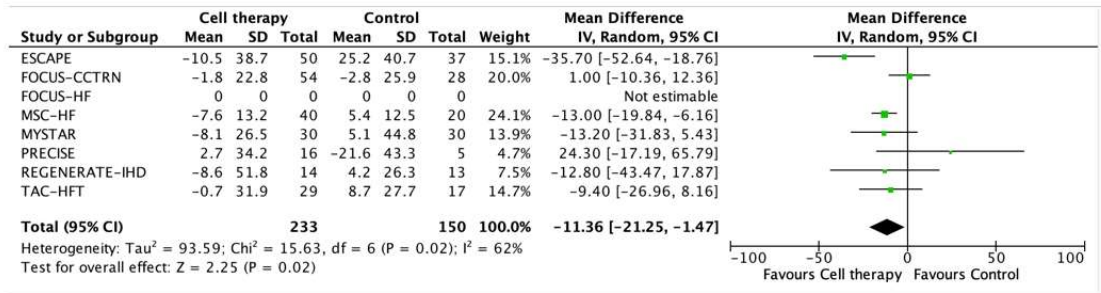 Cell therapy Control Mean Difference Mean Difference
Study or Subgroup Mean SD Total Mean SD Total Weight IV, Random, 95% CI IV, Random, 95% CI
ESCAPE -10.5 38.7 50 25.2 40.7 37 15.1% -35.70 [-52.64, -18.76]
FOCUS-CCTRN -1.8 22.8 54 -2.8 25.9 28 20.0% 1.00 [-10.36, 12.36]
FOCUS-HF 0 0 0 0 0 0 Not estimable
MSC-HF -7.6 13.2 40 5.4 12.5 20 24.1% -13.00 [-19.84, -6.16]
MYSTAR -8.1 26.5 30 5.1 44.8 30 13.9% -13.20 [-31.83, 5.43]
PRECISE 2.7 34.2 16 -21.6 43.3 5 4.7% 24.30 [-17.19, 65.79]
REGENERATE-IHD -8.6 51.8 14 4.2 26.3 13 7.5% -12.80 [-43.47, 17.87]
TAC-HFT -0.7 31.9 29 8.7 27.7 17 14.7% -9.40 [-26.96, 8.16]
Total (95% CI) 233 150 100.0% -11.36 [-21.25, -1.47]
Heterogeneity: Tau² = 93.59; Chi² = 15.63, df = 6 (P = 0.02); I² = 62%
Test for overall effect: Z = 2.25 (P = 0.02)
-100 -50 0 50 100
Favours Cell therapy Favours Control